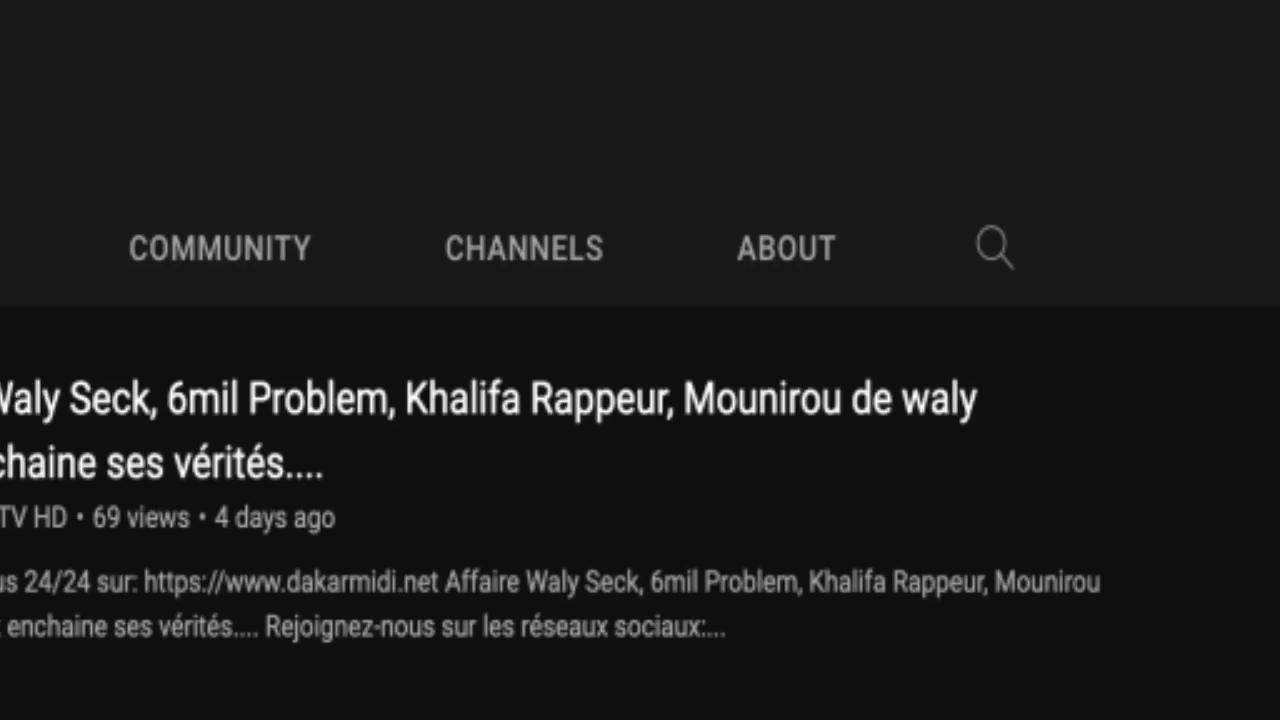 COMMUNITY CHANNELS ABOUT
Waly Seck, 6mil Problem, Khalifa Rappeur, Mounirou de waly
chaine ses vérités....
TV HD • 69 views • 4 days ago
us 24/24 sur: https://www.dakarmidi.net Affaire Waly Seck, 6mil Problem, Khalifa Rappeur, Mounirou
enchaine ses vérités.... Rejoignez-nous sur les réseaux sociaux:...